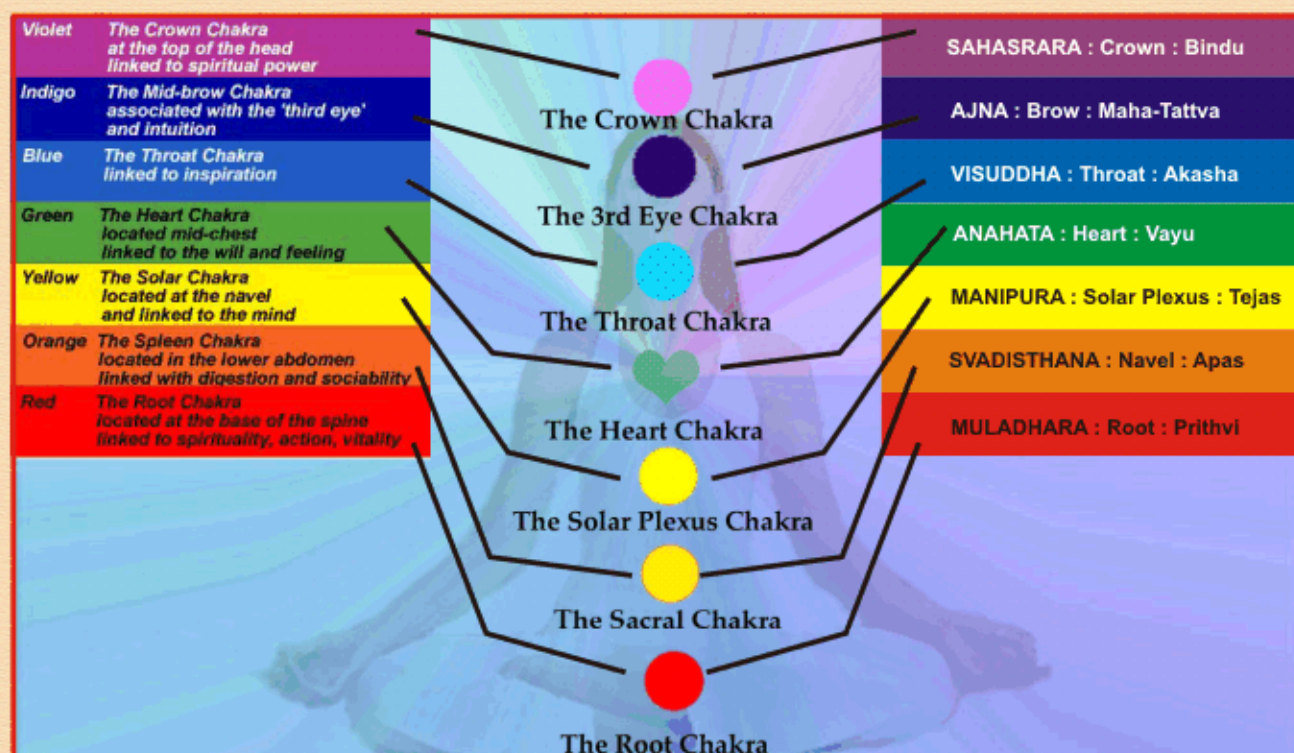 Violet The Crown Chakra
at the top of the head
linked to spiritual power
Indigo The Mid-brow Chakra
associated with the 'third eye'
and intuition
Blue The Throat Chakra
linked to inspiration
Green The Heart Chakra
located mid-chest
linked to the will and feeling
Yellow The Solar Chakra
located at the navel
and linked to the mind
Orange The Spleen Chakra
located in the lower abdomen
linked with digestion and sociability
Red The Root Chakra
located at the base of the spine
linked to spirituality, action, vitality
The Crown Chakra
The 3rd Eye Chakra
The Throat Chakra
The Heart Chakra
The Solar Plexus Chakra
The Sacral Chakra
The Root Chakra
SAHASRARA : Crown : Bindu
AJNA : Brow : Maha-Tattva
VISUDDHA : Throat : Akasha
ANAHATA : Heart : Vayu
MANIPURA : Solar Plexus : Tejas
SVADISTHANA : Navel : Apas
MULADHARA : Root : Prithvi